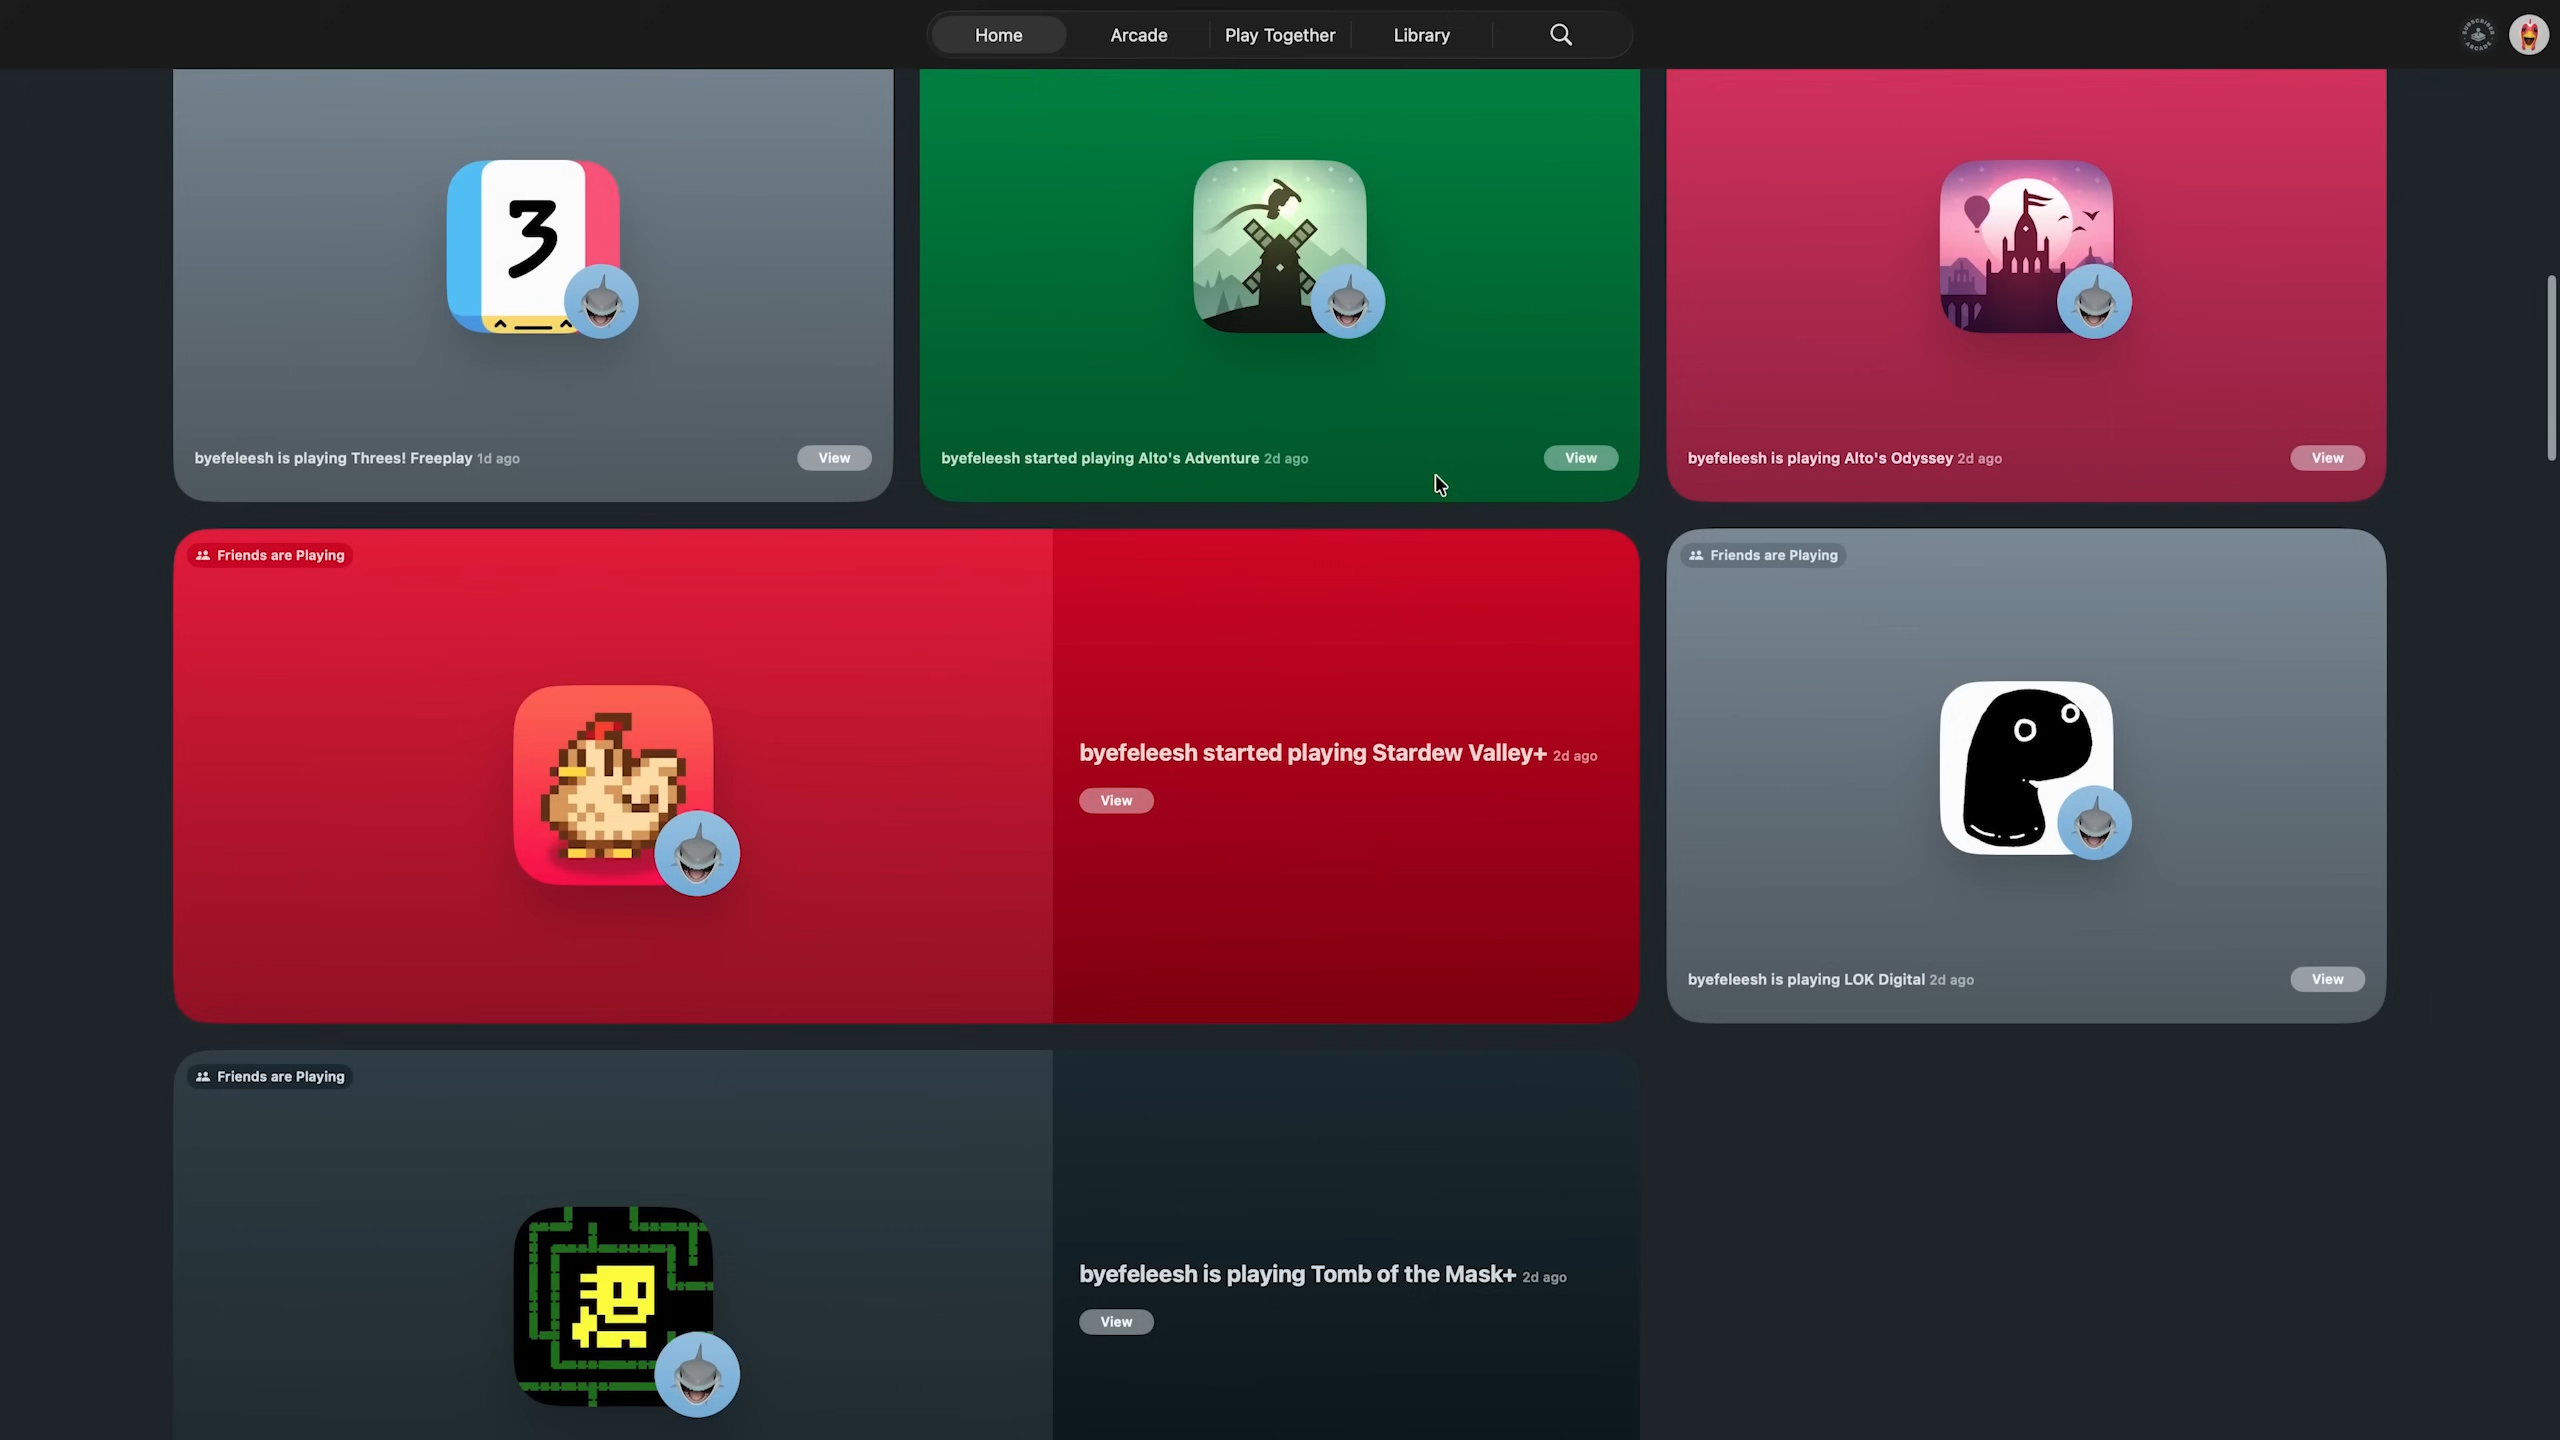 Home
Arcade
Play Together
Library
3
byefeleesh is playing Threes! Freeplay 1d ago
View
byefeleesh started playing Alto's Adventure 2d ago
View
byefeleesh is playing Alto's Odyssey 2d ago
View
Friends are Playing
byefeleesh started playing Stardew Valley+ 2d ago
View
Friends are Playing
byefeleesh is playing LOK Digital 2d ago
View
Friends are Playing
byefeleesh is playing Tomb of the Mask+ 2d ago
View